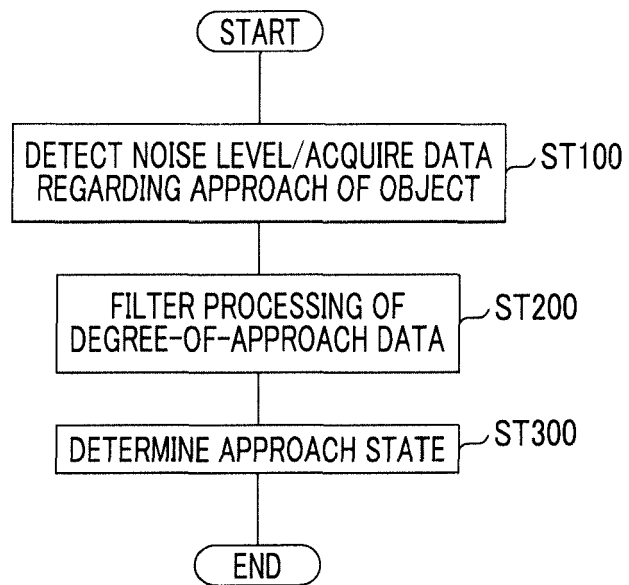 START
DETECT NOISE LEVEL/ACQUIRE DATA
REGARDING APPROACH OF OBJECT
ST100
FILTER PROCESSING OF
DEGREE-OF-APPROACH DATA
ST200
DETERMINE APPROACH STATE
ST300
END